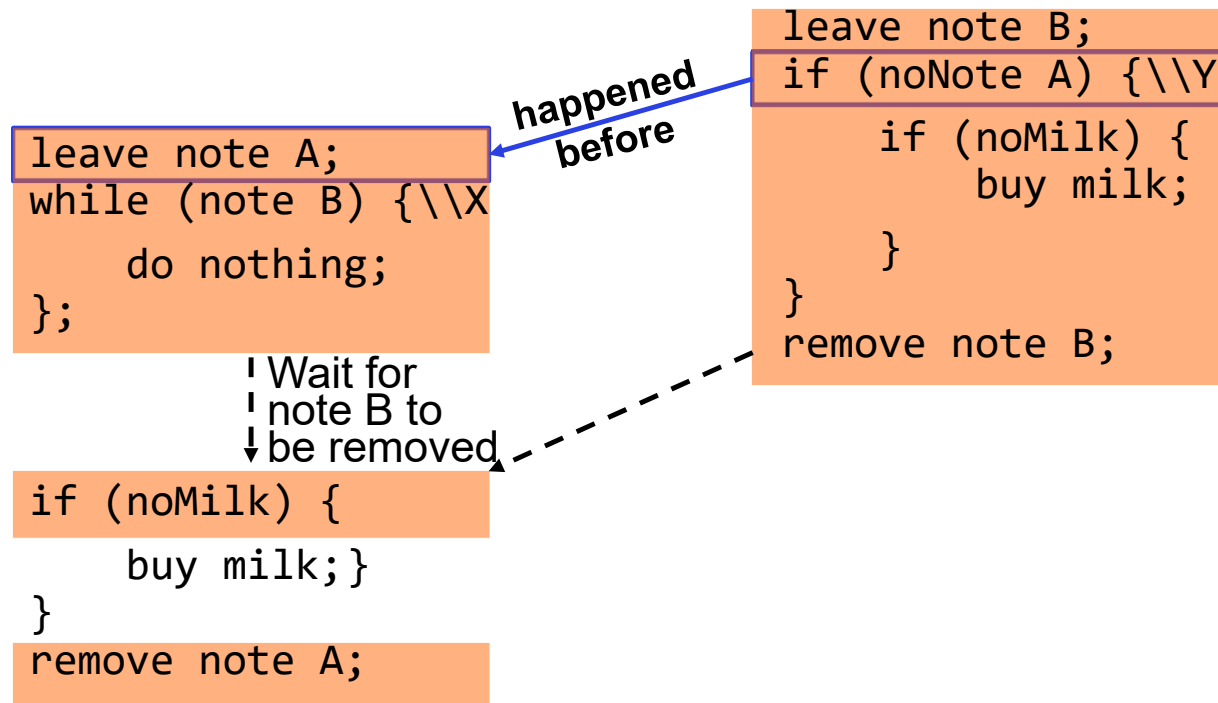 leave note A;
while (note B) {\\X
do nothing;
};
Wait for
note B to
be removed
if (noMilk) {
buy milk;}
}
remove note A;
happened
before
leave note B;
if (noNote A) {\\Y
if (noMilk) {
buy milk;
}
}
remove note B;